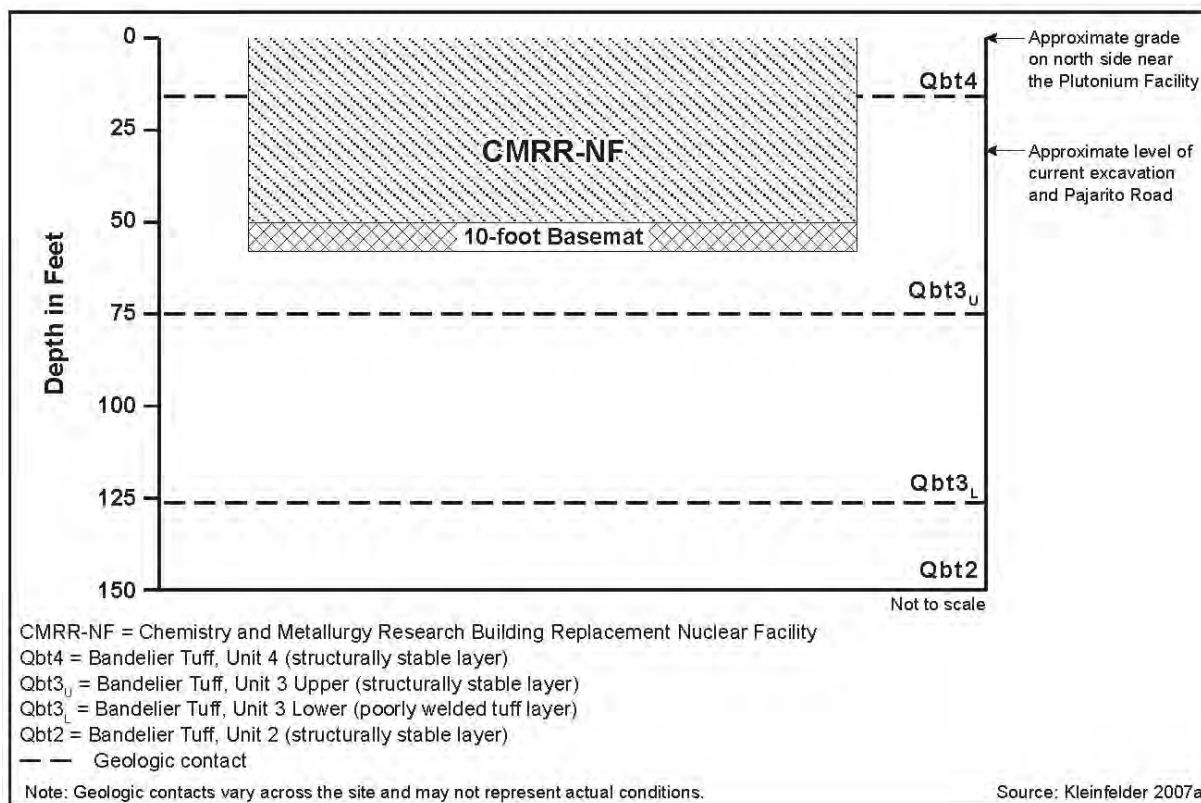 0
25
50
75
100
125
150
Depth in Feet
CMRR-NF
10-foot Basemat
Qbt4
Qbt3U
Qbt3L
Qbt2
Approximate grade
on north side near
the Plutonium Facility
Approximate level of
current excavation
and Pajarito Road
Not to scale
CMRR-NF = Chemistry and Metallurgy Research Building Replacement Nuclear Facility
Qbt4 = Bandelier Tuff, Unit 4 (structurally stable layer)
Qbt3U = Bandelier Tuff, Unit 3 Upper (structurally stable layer)
Qbt3L = Bandelier Tuff, Unit 3 Lower (poorly welded tuff layer)
Qbt2 = Bandelier Tuff, Unit 2 (structurally stable layer)
Geologic contact
Note: Geologic contacts vary across the site and may not represent actual conditions.
Source: Kleinfelder 2007a